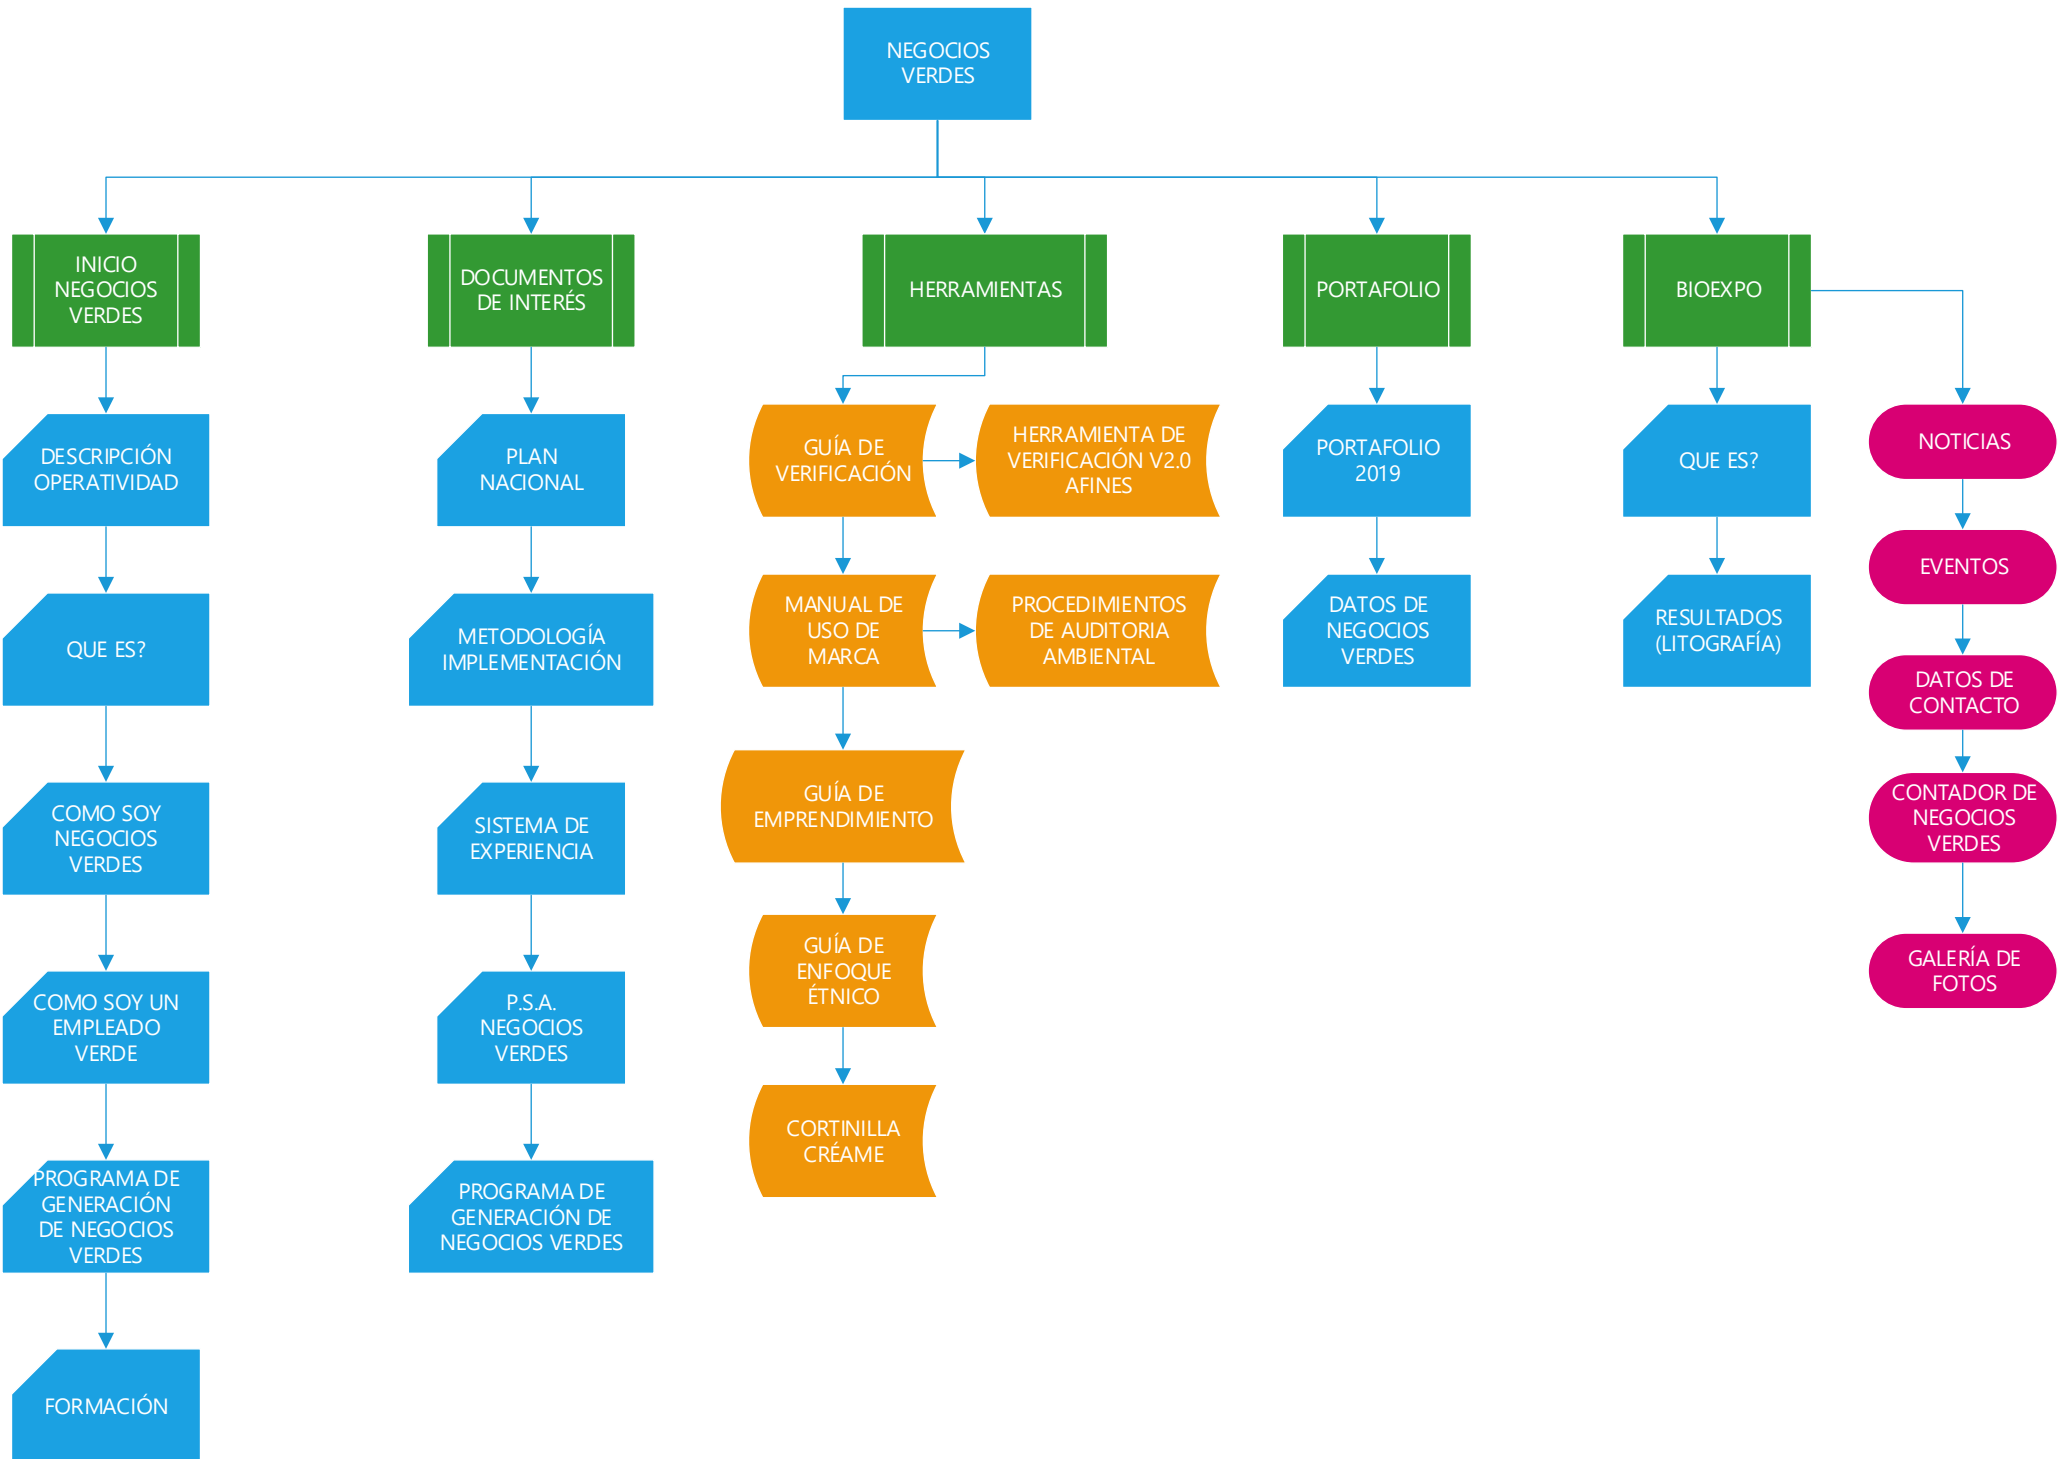 NEGOCIOS
VERDES
INICIO
NEGOCIOS
VERDES
DOCUMENTOS
DE INTERÉS
HERRAMIENTAS
PORTAFOLIO
BIOEXPO
DESCRIPCIÓN
OPERATIVIDAD
QUE ES?
COMO SOY
NEGOCIOS
VERDES
COMO SOY UN
EMPLEADO
VERDE
PROGRAMA DE
GENERACIÓN
DE NEGOCIOS
VERDES
FORMACIÓN
PLAN
NACIONAL
METODOLOGÍA
IMPLEMENTACIÓN
SISTEMA DE
EXPERIENCIA
P.S.A.
NEGOCIOS
VERDES
PROGRAMA DE
GENERACIÓN DE
NEGOCIOS VERDES
GUÍA DE
VERIFICACIÓN
HERRAMIENTA DE
VERIFICACIÓN V2.0
AFINES
MANUAL DE
USO DE
MARCA
PROCEDIMIENTOS
DE AUDITORIA
AMBIENTAL
GUÍA DE
EMPRENDIMIENTO
GUÍA DE
ENFOQUE
ÉTNICO
CORTINILLA
CRÉAME
PORTAFOLIO
2019
DATOS DE
NEGOCIOS
VERDES
QUE ES?
RESULTADOS
(LITOGRAFÍA)
NOTICIAS
EVENTOS
DATOS DE
CONTACTO
CONTADOR DE
NEGOCIOS
VERDES
GALERÍA DE
FOTOS